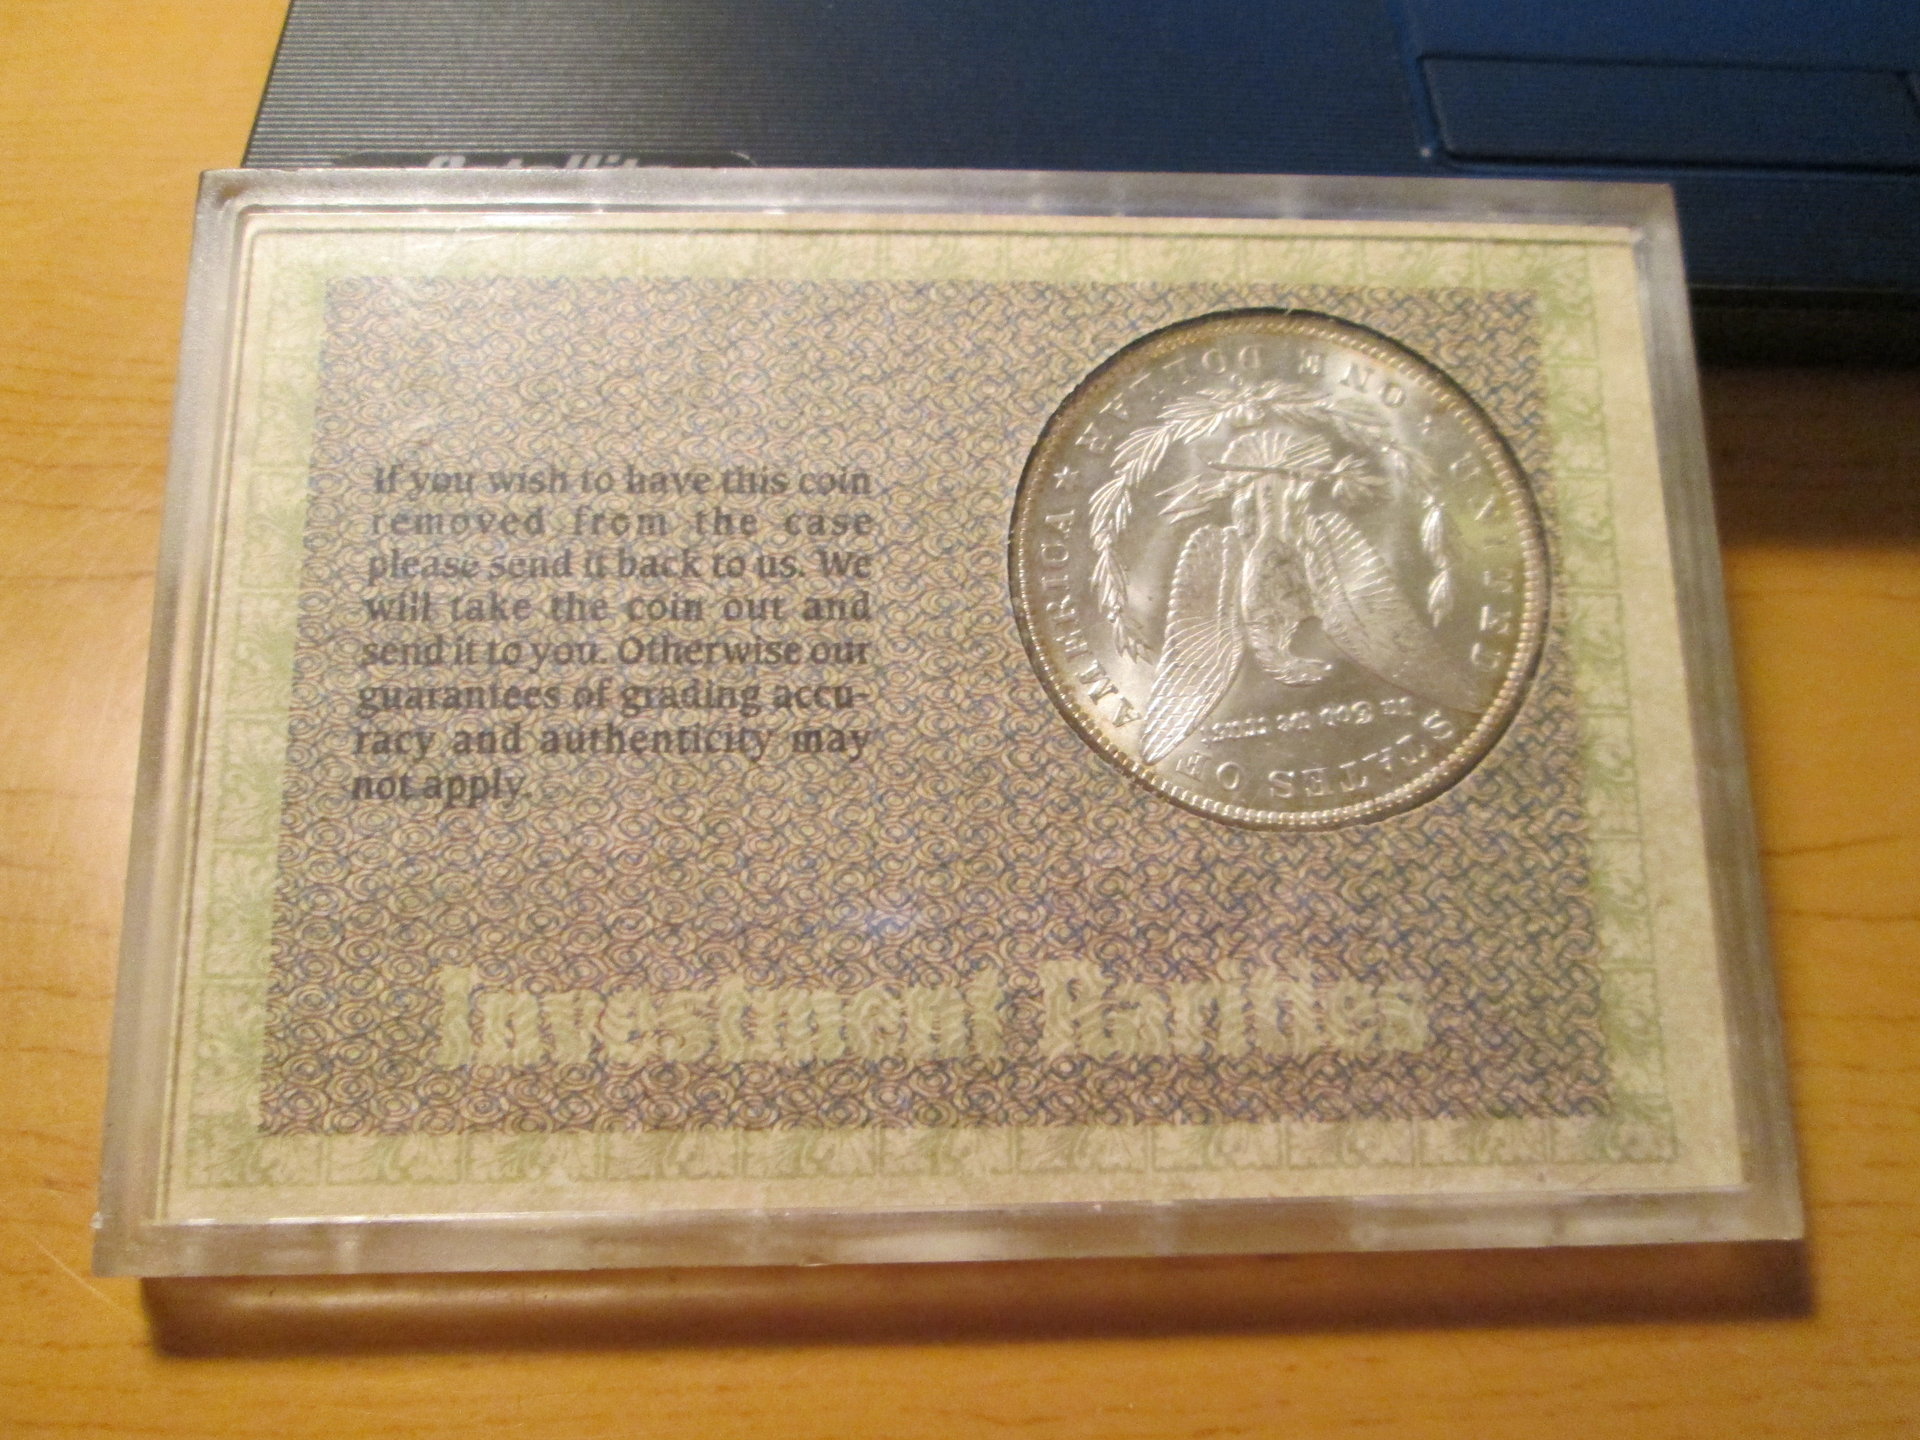 Satellite
If you wish to have this coin
removed from the case
please send it back to us. We
will take the coin out and
send it to you. Otherwise our
guarantees of grading accu-
racy and authenticity may
not apply.
UNITED STATES OF AMERICA
In God we trust
ONE DOLLAR
Investment Rarities